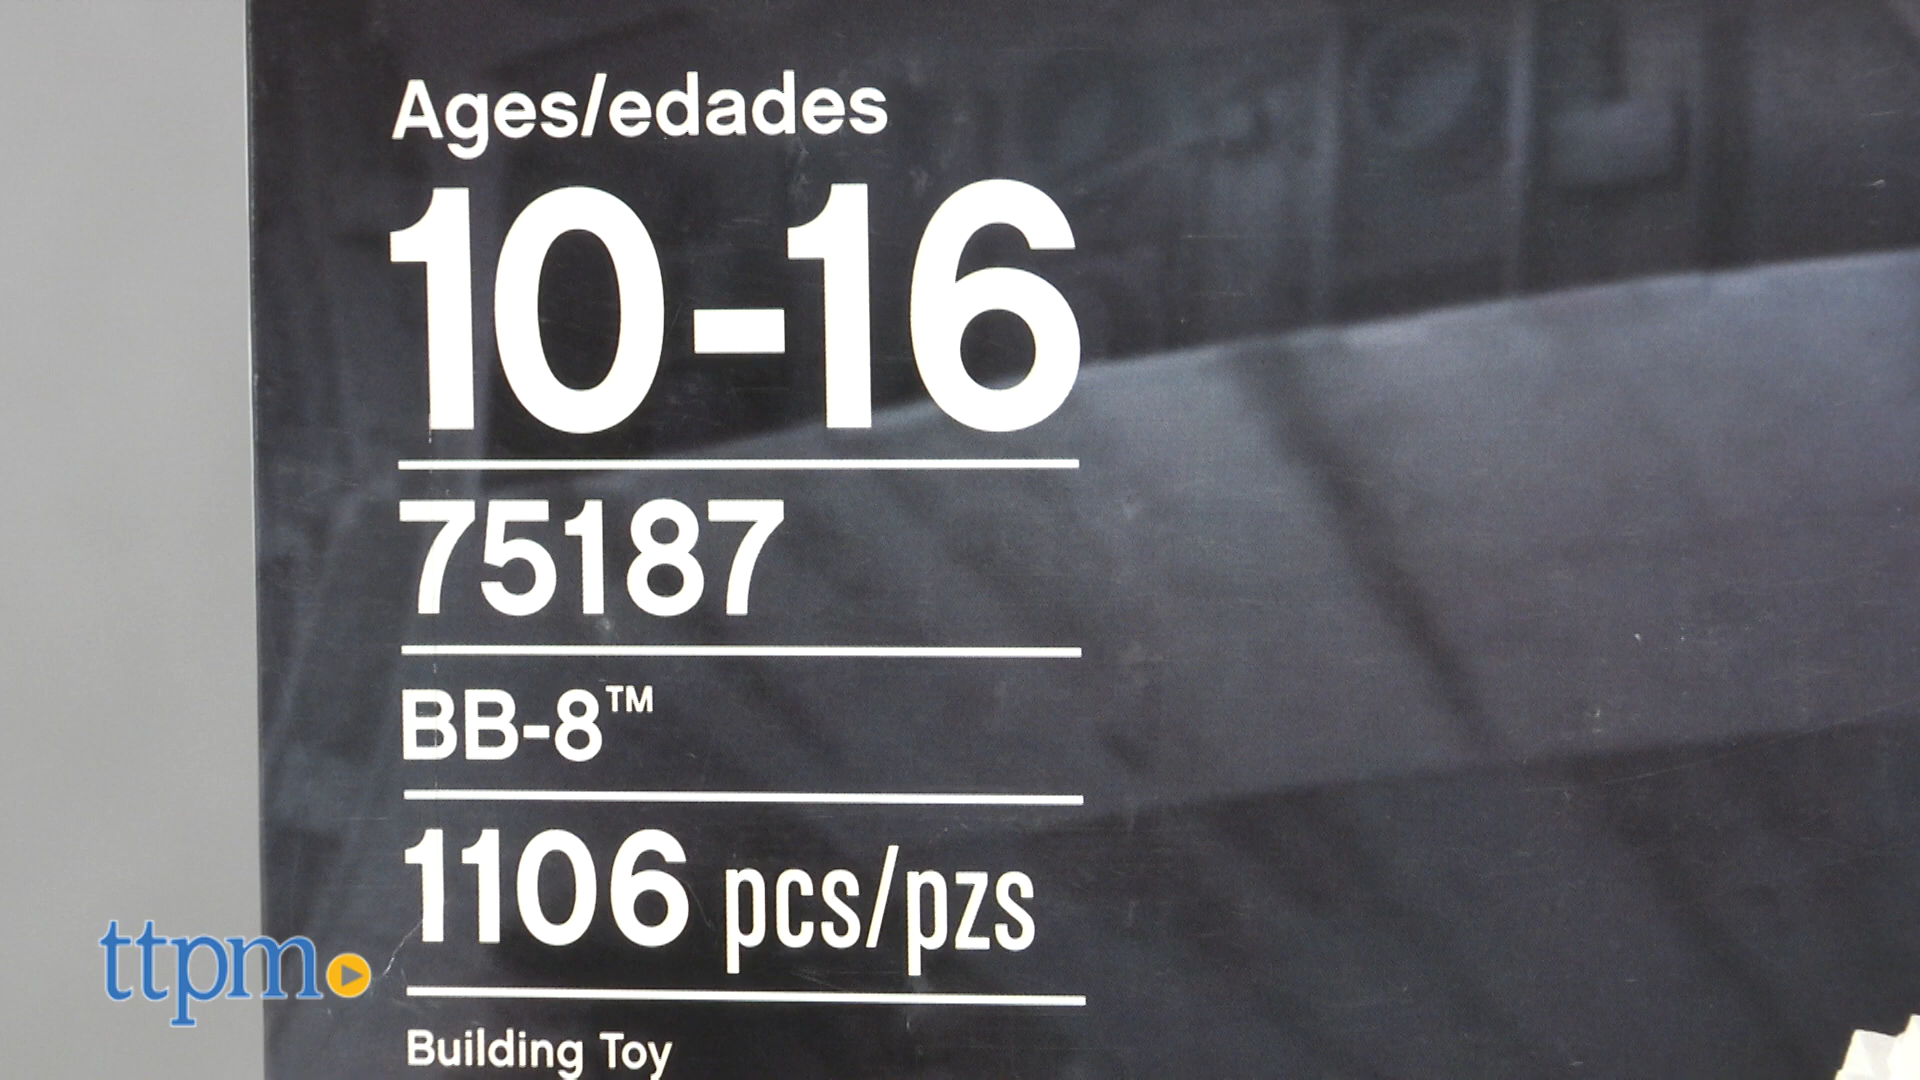 Ages/edades
10-16
75187
BB-8™
1106 pcs/pzs
Building Toy
ttpm